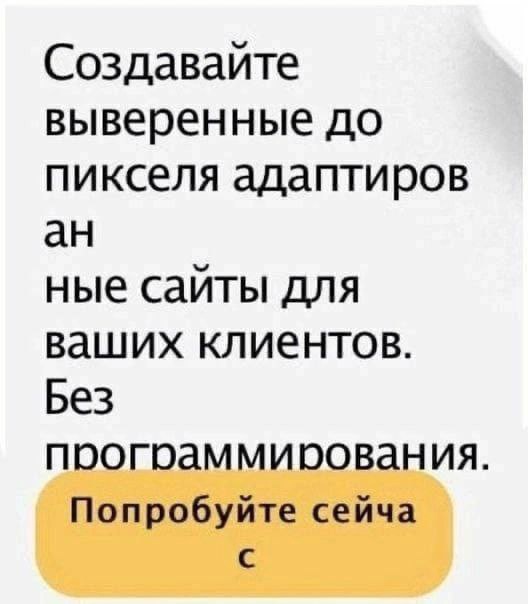 Создавайте
выверенные до
пикселя адаптиров
ан
ные сайты для
ваших клиентов.
Без
программирования.
Попробуйте сейча
с